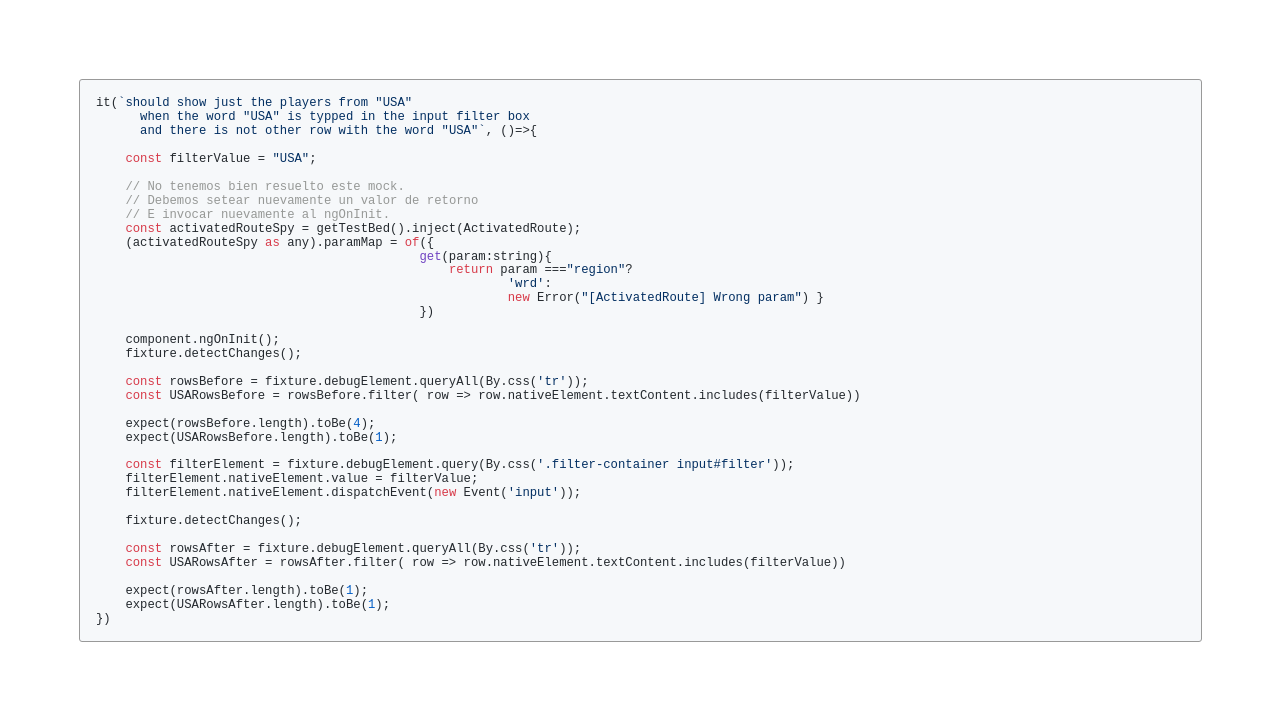 it(`should show just the players from "USA"
      when the word "USA" is typped in the input filter box
      and there is not other row with the word "USA"`, ()=>{
    const filterValue = "USA";
    // No tenemos bien resuelto este mock.
    // Debemos setear nuevamente un valor de retorno
    // E invocar nuevamente al ngOnInit.
    const activatedRouteSpy = getTestBed().inject(ActivatedRoute);
    (activatedRouteSpy as any).paramMap = of({
                                            get(param:string){
                                                return param ==="region"?
                                                        'wrd':
                                                        new Error("[ActivatedRoute] Wrong param") }
                                            })
    component.ngOnInit();
    fixture.detectChanges();
    const rowsBefore = fixture.debugElement.queryAll(By.css('tr'));
    const USARowsBefore = rowsBefore.filter( row => row.nativeElement.textContent.includes(filterValue))
    expect(rowsBefore.length).toBe(4);
    expect(USARowsBefore.length).toBe(1);
    const filterElement = fixture.debugElement.query(By.css('.filter-container input#filter'));
    filterElement.nativeElement.value = filterValue;
    filterElement.nativeElement.dispatchEvent(new Event('input'));
    fixture.detectChanges();
    const rowsAfter = fixture.debugElement.queryAll(By.css('tr'));
    const USARowsAfter = rowsAfter.filter( row => row.nativeElement.textContent.includes(filterValue))
    expect(rowsAfter.length).toBe(1);
    expect(USARowsAfter.length).toBe(1);
})